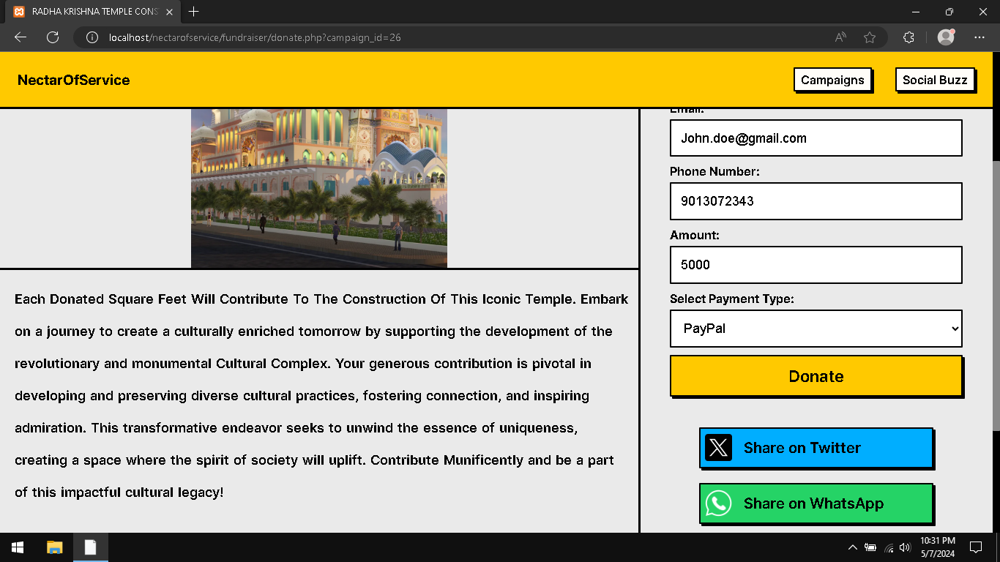 RADHA KRISHNA TEMPLE CONS
localhost/nectarofservice/fundraiser/donate.php?campaign_id=26
NectarOfService
Campaigns
Social Buzz
Email:
John.doe@gmail.com
Phone Number:
9013072343
Amount:
5000
Select Payment Type:
PayPal
Donate
Share on Twitter
Share on WhatsApp
Each Donated Square Feet Will Contribute To The Construction Of This Iconic Temple. Embark
on a journey to create a culturally enriched tomorrow by supporting the development of the
revolutionary and monumental Cultural Complex. Your generous contribution is pivotal in
developing and preserving diverse cultural practices, fostering connection, and inspiring
admiration. This transformative endeavor seeks to unwind the essence of uniqueness,
creating a space where the spirit of society will uplift. Contribute Munificently and be a part
of this impactful cultural legacy!
10:31 PM
5/7/2024